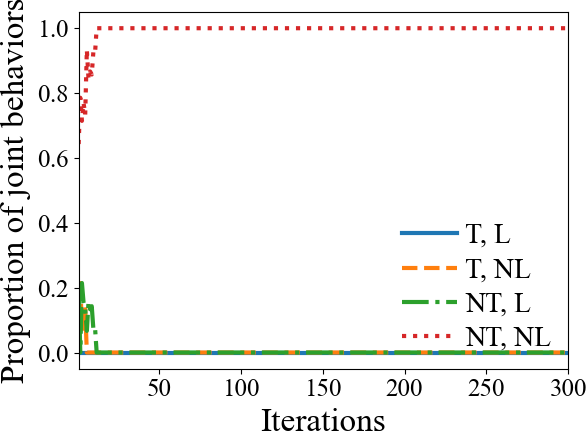 Proportion of joint behaviors
1.0
0.8
0.6
0.4
0.2
0.0
T, L
T, NL
NT, L
NT, NL
50 100 150 200 250 300
Iterations